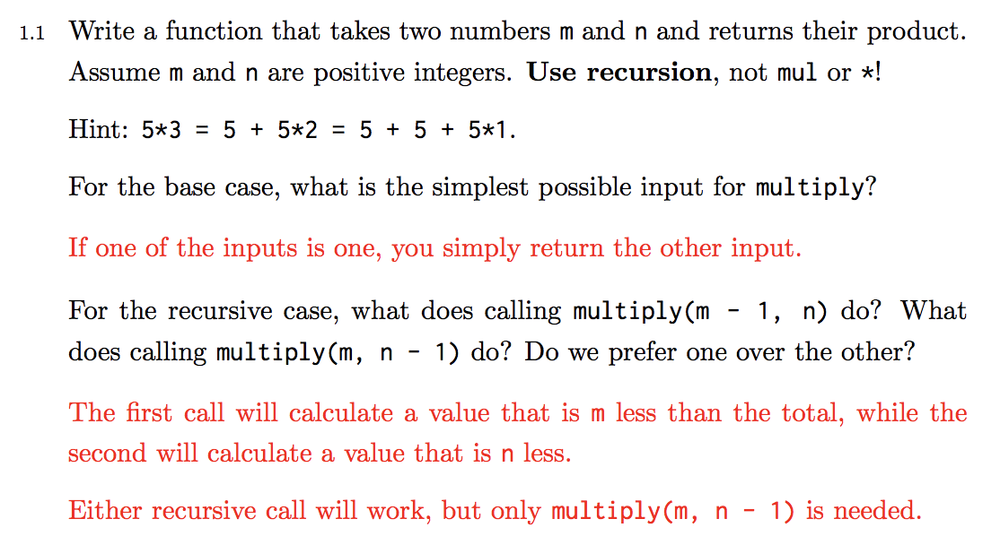 1.1 Write a function that takes two numbers m and n and returns their product.
Assume m and n are positive integers. Use recursion, not mul or *!
Hint: 5*3 = 5 + 5*2 = 5 + 5 + 5*1.
For the base case, what is the simplest possible input for multiply?
If one of the inputs is one, you simply return the other input.
For the recursive case, what does calling multiply(m - 1, n) do? What
does calling multiply(m, n - 1) do? Do we prefer one over the other?
The first call will calculate a value that is m less than the total, while the
second will calculate a value that is n less.
Either recursive call will work, but only multiply(m, n - 1) is needed.